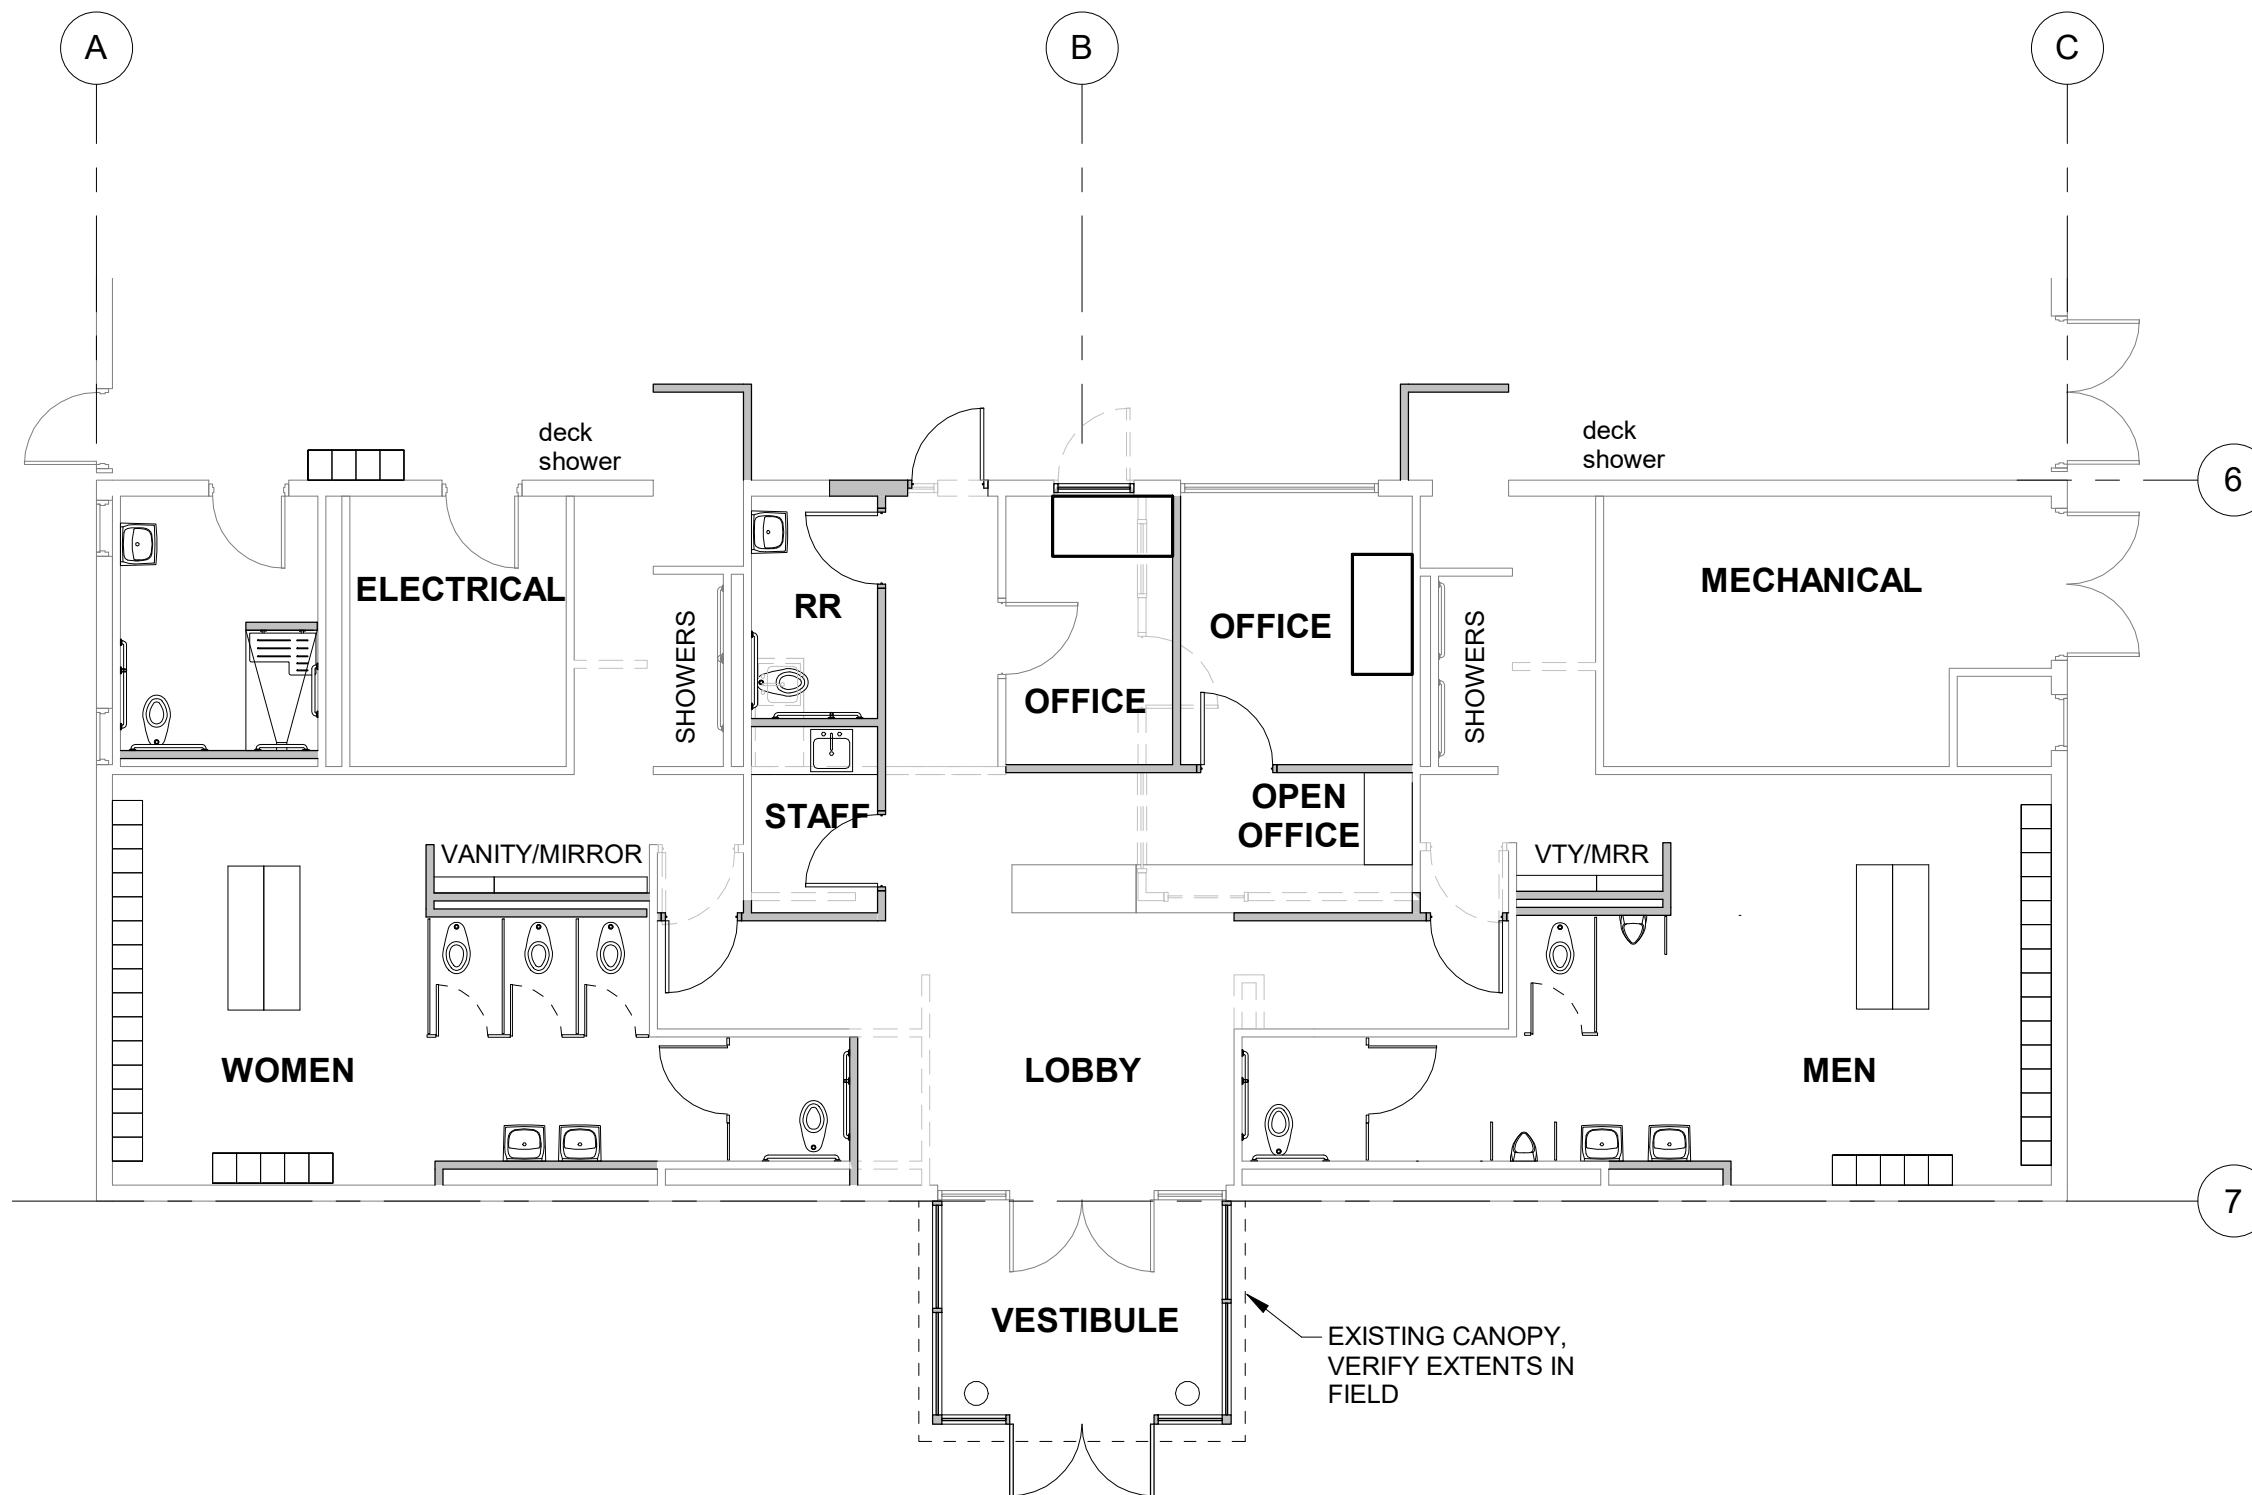 A
B
C
deck
shower
deck
shower
6
ELECTRICAL
MECHANICAL
RR
OFFICE
SHOWERS
SHOWERS
OFFICE
OPEN
OFFICE
STAFF
VANITY/MIRROR
VTY/MRR
WOMEN
LOBBY
MEN
7
VESTIBULE
EXISTING CANOPY,
VERIFY EXTENTS IN
FIELD